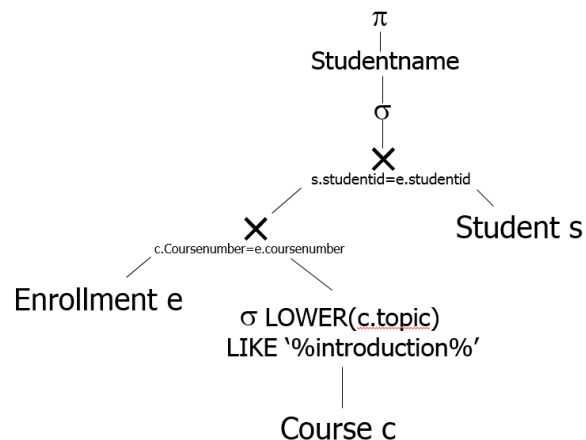 π
Studentname
σ
×
s.studentid=e.studentid
Student s
×
c.Coursenumber=e.coursenumber
Enrollment e
σ LOWER(c.topic)
LIKE ‘%introduction%’
Course c